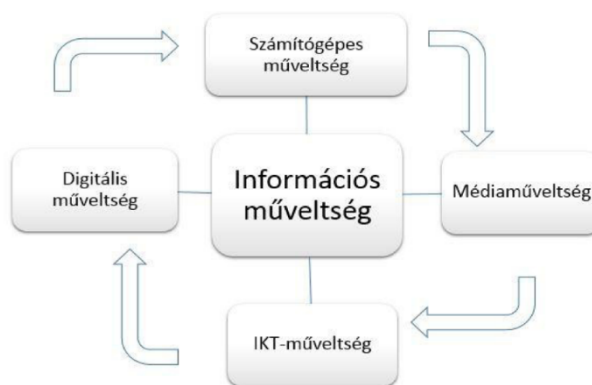 Számítógépes
műveltség
Digitális
műveltség
Információs
műveltség
Médiaműveltség
IKT-műveltség